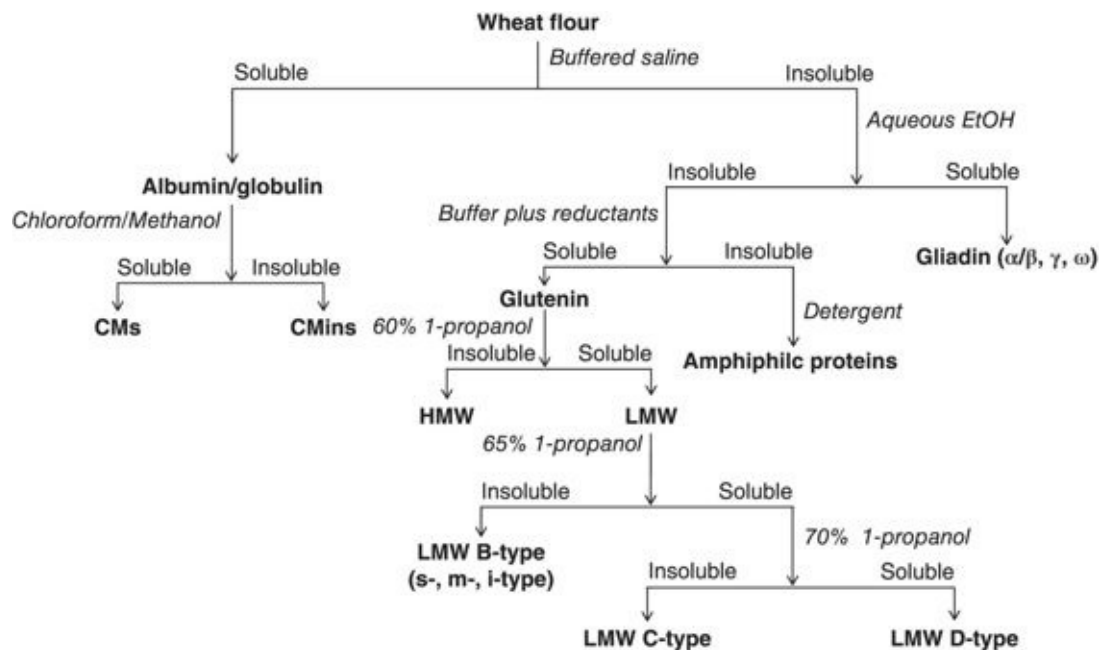 Wheat flour
Buffered saline
Soluble
Insoluble
Aqueous EtOH
Albumin/globulin
Insoluble
Soluble
Chloroform/Methanol
Buffer plus reductants
Soluble
Insoluble
Soluble
Insoluble
Gliadin (α/β, γ, ω)
CMs
CMins
Glutenin
Detergent
60% 1-propanol
Insoluble
Soluble
Amphiphilc proteins
HMW
LMW
65% 1-propanol
Insoluble
Soluble
LMW B-type
(s-, m-, i-type)
70% 1-propanol
Insoluble
Soluble
LMW C-type
LMW D-type